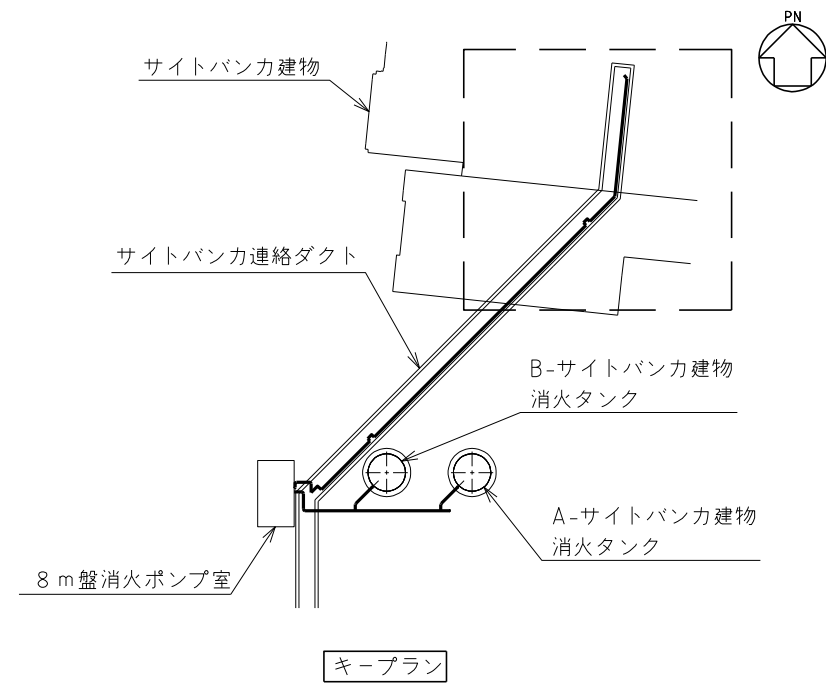 PN
サイトバンカ建物
サイトバンカ連絡ダクト
B-サイトバンカ建物
消火タンク
A-サイトバンカ建物
消火タンク
8m盤消火ポンプ室
キープラン